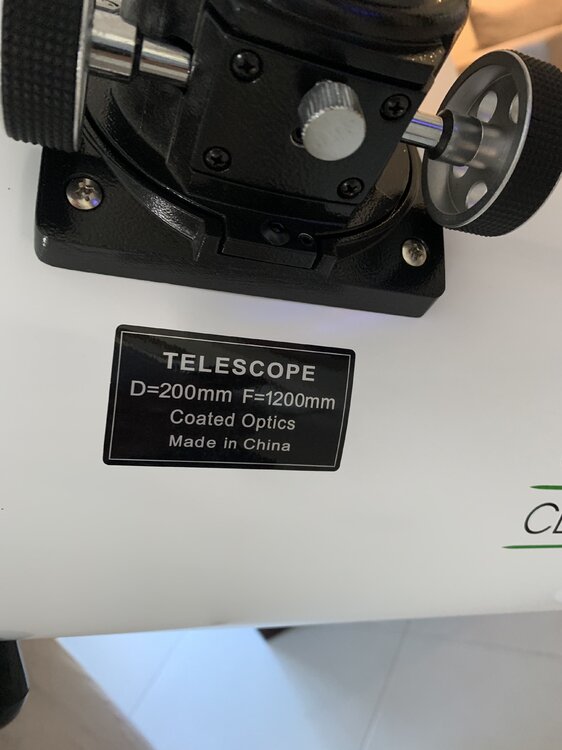 TELESCOPE
D=200mm F=1200mm
Coated Optics
Made in China